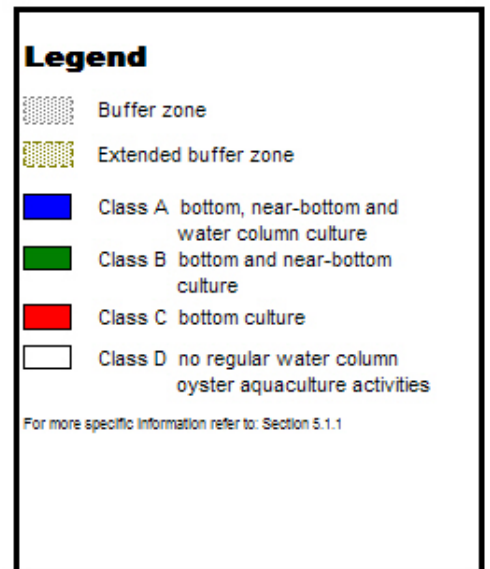 Legend
Buffer zone
Extended buffer zone
Class A bottom, near-bottom and
water column culture
Class B bottom and near-bottom
culture
Class C bottom culture
Class D no regular water column
oyster aquaculture activities
For more specific information refer to: Section 5.1.1